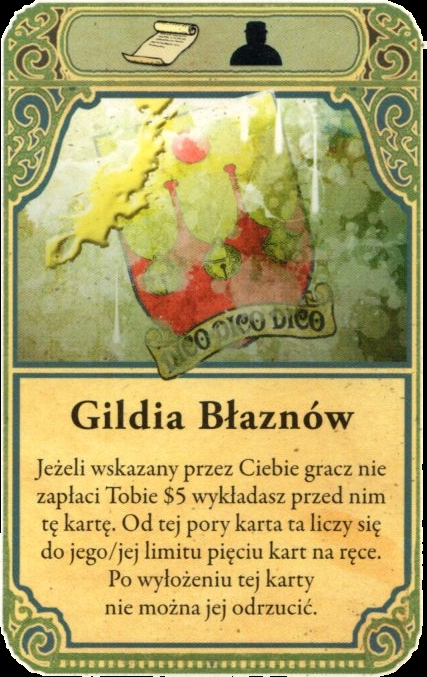 DICO DICO DICO
Gildia Błaznów
Jeżeli wskazany przez Ciebie gracz nie
zapłaci Tobie $5 wykładasz przed nim
tę kartę. Od tej pory karta ta liczy się
do jego/jej limitu pięciu kart na ręce.
Po wyłożeniu tej karty
nie można jej odrzucić.